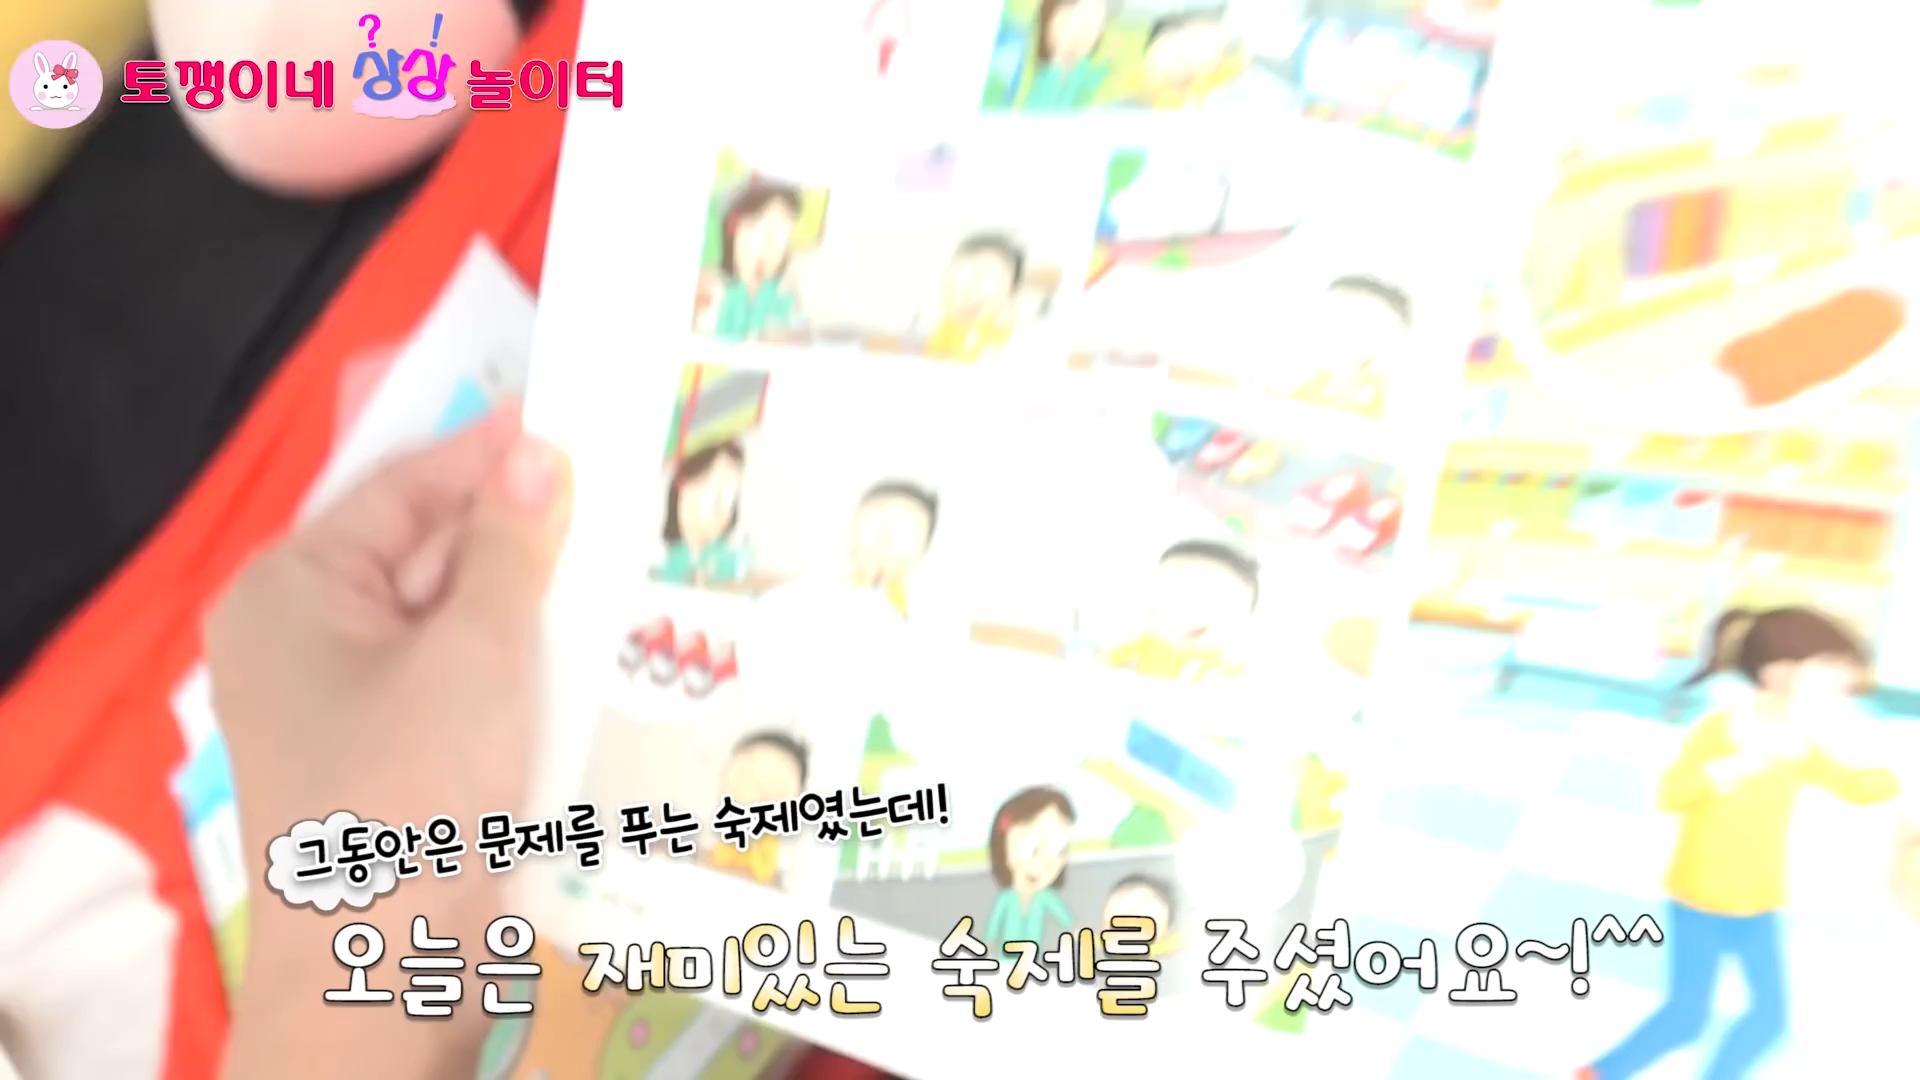 토깽이네 상상 놀이터
?!
그동안은 문제를 푸는 숙제였는데!
오늘은 재미있는 숙제를 주셨어요~!^^